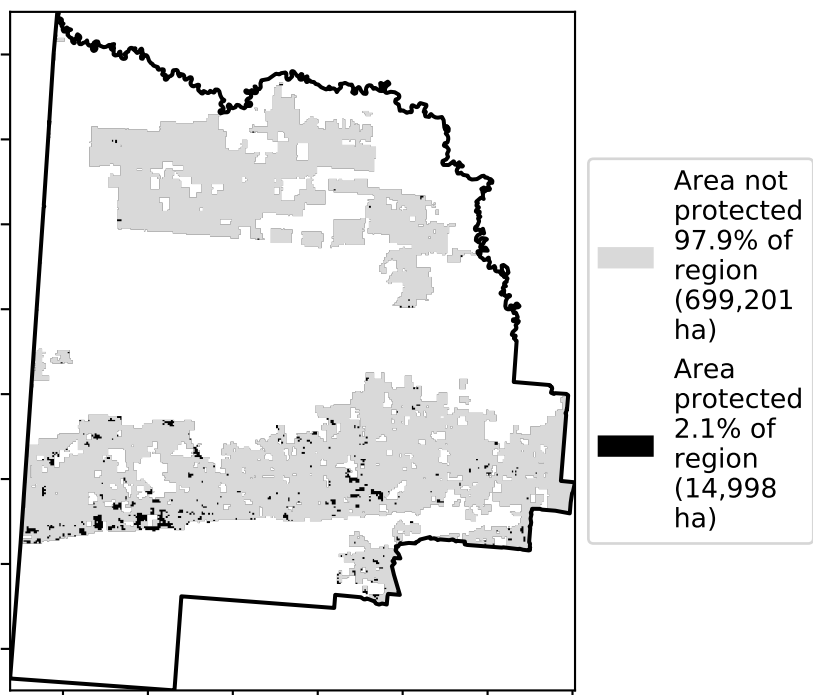 Area not
protected
97.9% of
region
(699,201
ha)
Area
protected
2.1% of
region
(14,998
ha)